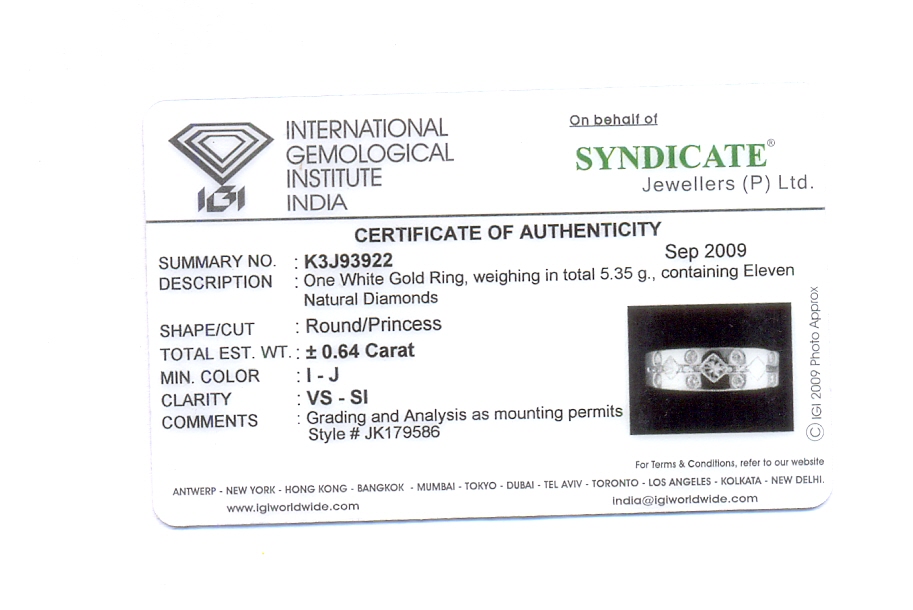 INTERNATIONAL
GEMOLOGICAL
INSTITUTE
INDIA
IGI
On behalf of
SYNDICATE®
Jewellers (P) Ltd.
CERTIFICATE OF AUTHENTICITY
Sep 2009
SUMMARY NO. : K3J93922
DESCRIPTION : One White Gold Ring, weighing in total 5.35 g., containing Eleven
Natural Diamonds
SHAPE/CUT : Round/Princess
TOTAL EST. WT. : ± 0.64 Carat
MIN. COLOR : I - J
CLARITY : VS - SI
COMMENTS : Grading and Analysis as mounting permits
Style # JK179586
© IGI 2009 Photo Approx
For Terms & Conditions, refer to our website
ANTWERP - NEW YORK - HONG KONG - BANGKOK - MUMBAI - TOKYO - DUBAI - TEL AVIV - TORONTO - LOS ANGELES - KOLKATA - NEW DELHI.
www.igiworldwide.com
india@igiworldwide.com